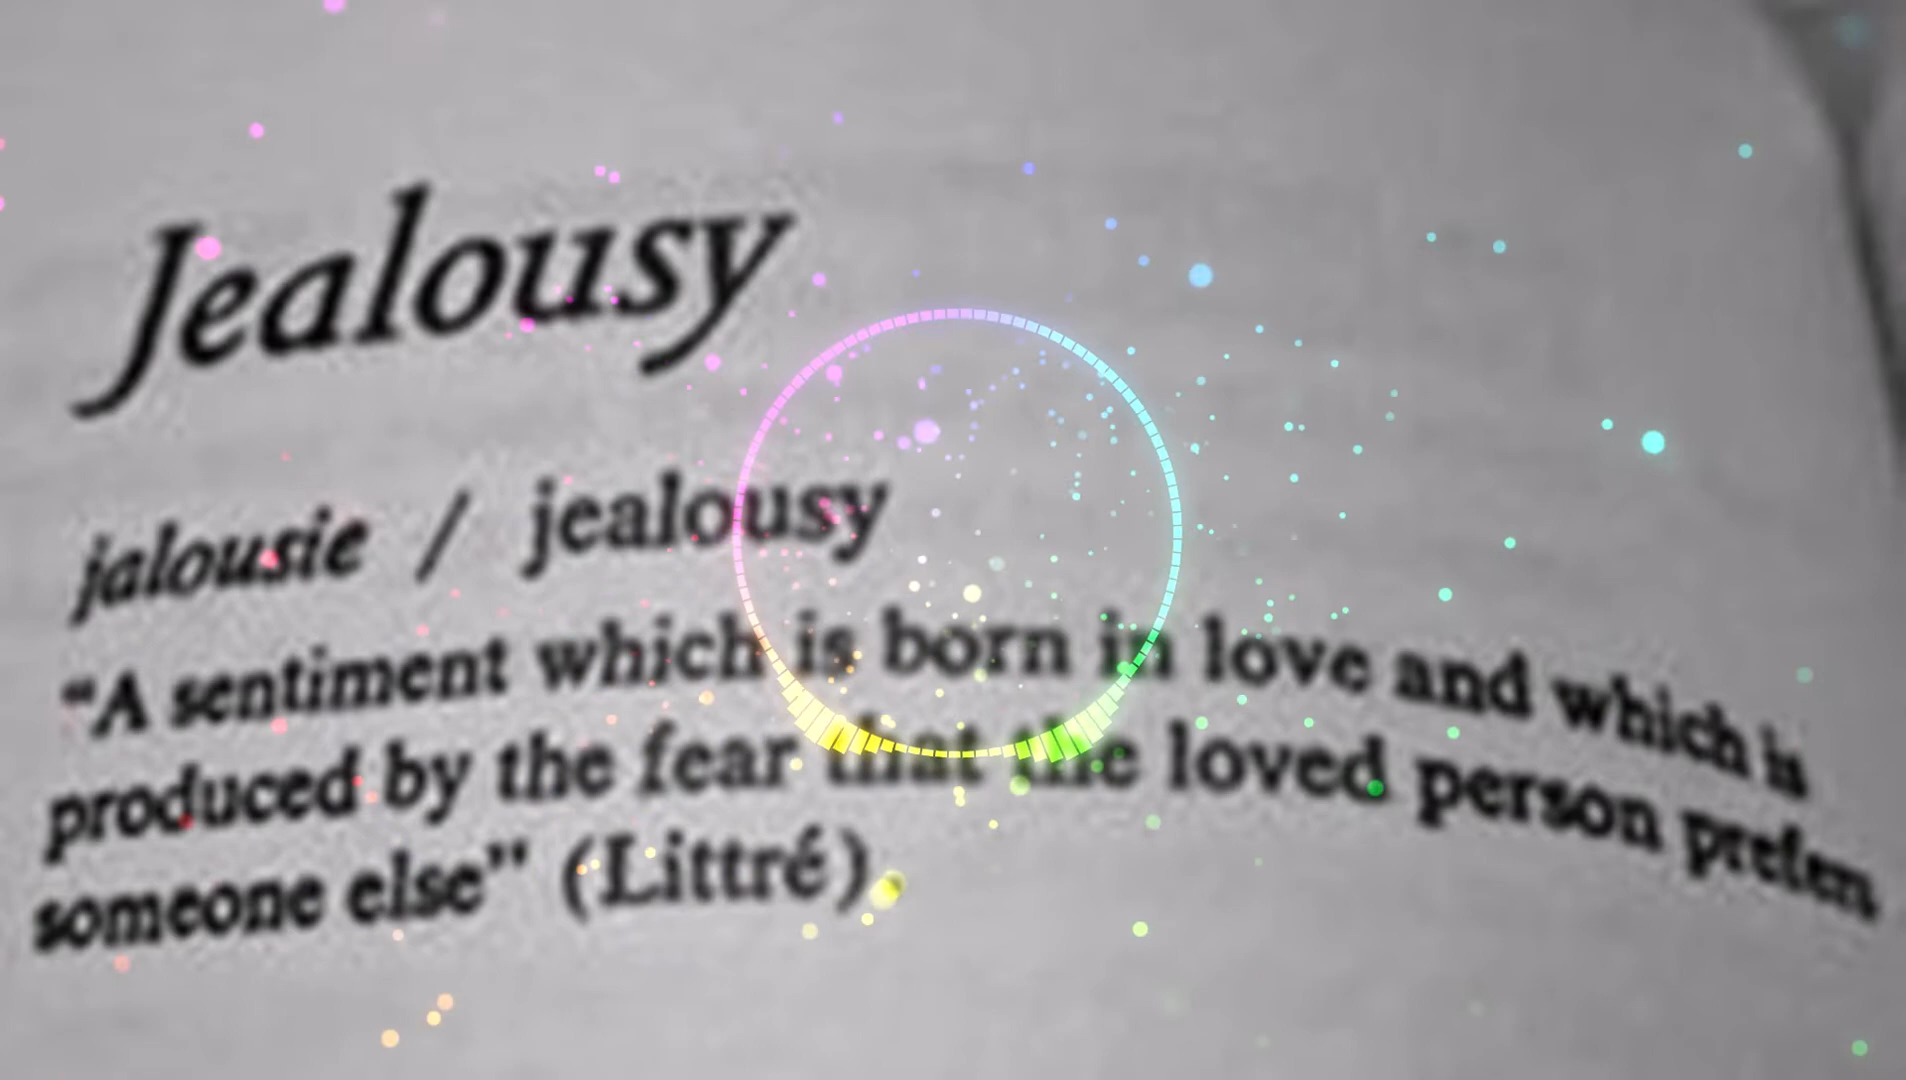 Jealousy
jalousie / jealousy
“A sentiment which is born in love and which is
produced by the fear that the loved person prefers
someone else” (Littré)